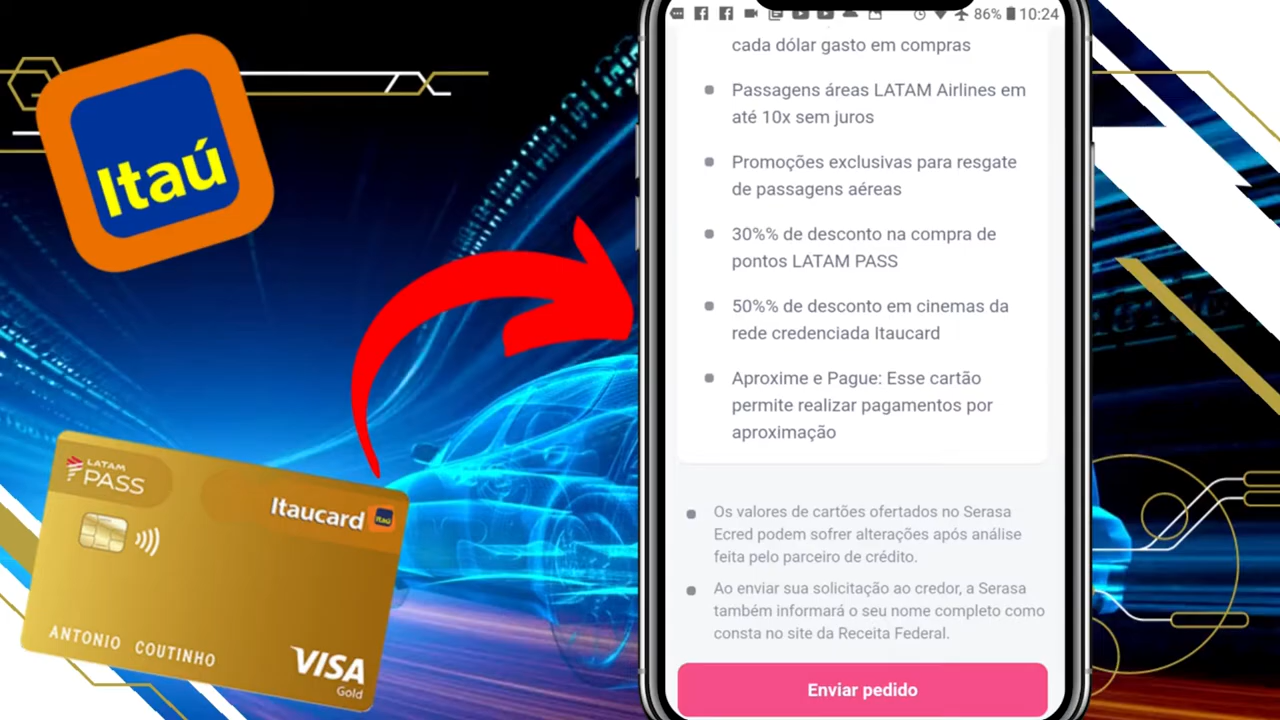 Itaú
LATAM
PASS
Itaucard
Itaú
ANTONIO COUTINHO
VISA
Gold
86% 10:24
cada dólar gasto em compras
Passagens áreas LATAM Airlines em
até 10x sem juros
Promoções exclusivas para resgate
de passagens aéreas
30%% de desconto na compra de
pontos LATAM PASS
50%% de desconto em cinemas da
rede credenciada Itaucard
Aproxime e Pague: Esse cartão
permite realizar pagamentos por
aproximação
Os valores de cartões ofertados no Serasa
Ecred podem sofrer alterações após análise
feita pelo parceiro de crédito.
Ao enviar sua solicitação ao credor, a Serasa
também informará o seu nome completo como
consta no site da Receita Federal.
Enviar pedido